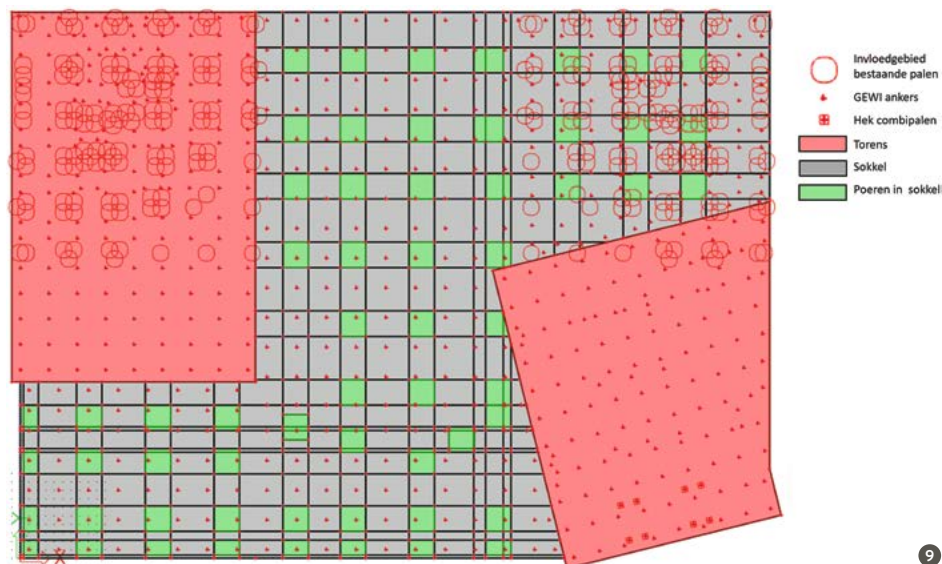 Invloedgebied
bestaande palen
GEWI ankers
Hek combipalen
Torens
Sokkel
Poeren in sokkel
Y
X
9